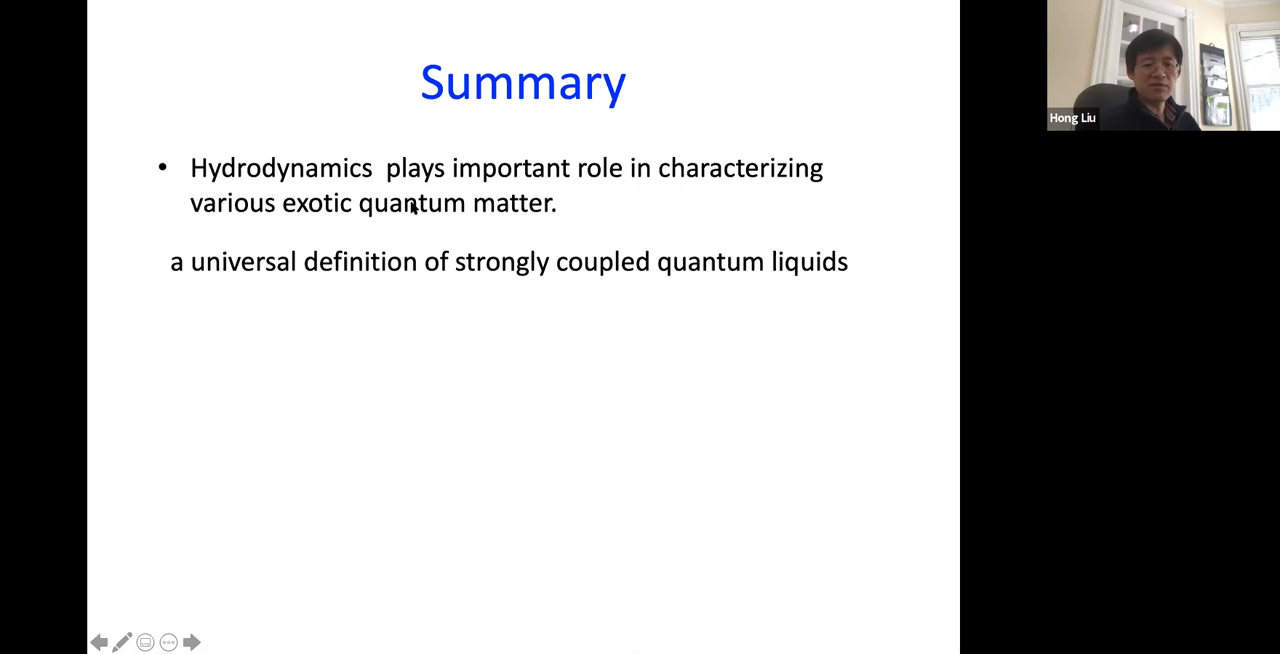 Summary
• Hydrodynamics plays important role in characterizing
various exotic quantum matter.
a universal definition of strongly coupled quantum liquids
Hong Liu